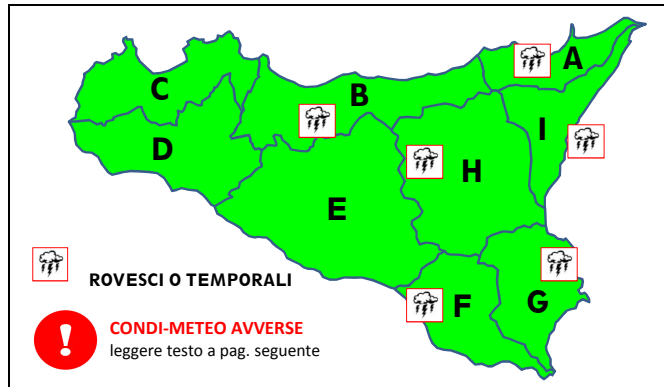 A
C
B
I
D
H
E
F
G
ROVESCI O TEMPORALI
!
CONDI-METEO AVVERSE
leggere testo a pag. seguente